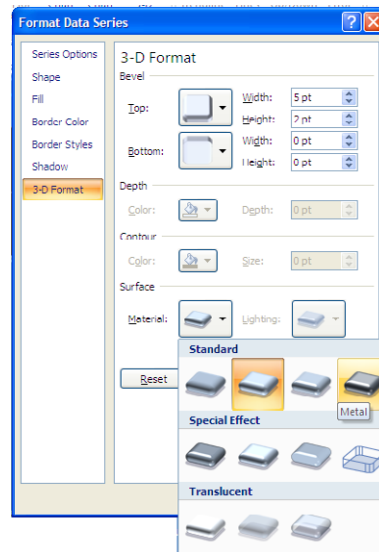 Format Data Series
Series Options
Shape
Fill
Border Color
Border Styles
Shadow
3-D Format
3-D Format
Bevel
Top:
Width: 5 pt
Height: 2 pt
Bottom:
Width: 0 pt
Height: 0 pt
Depth
Color:
Depth: 0 pt
Contour
Color:
Size: 0 pt
Surface
Material:
Lighting:
Reset
Standard
Metal
Special Effect
Translucent